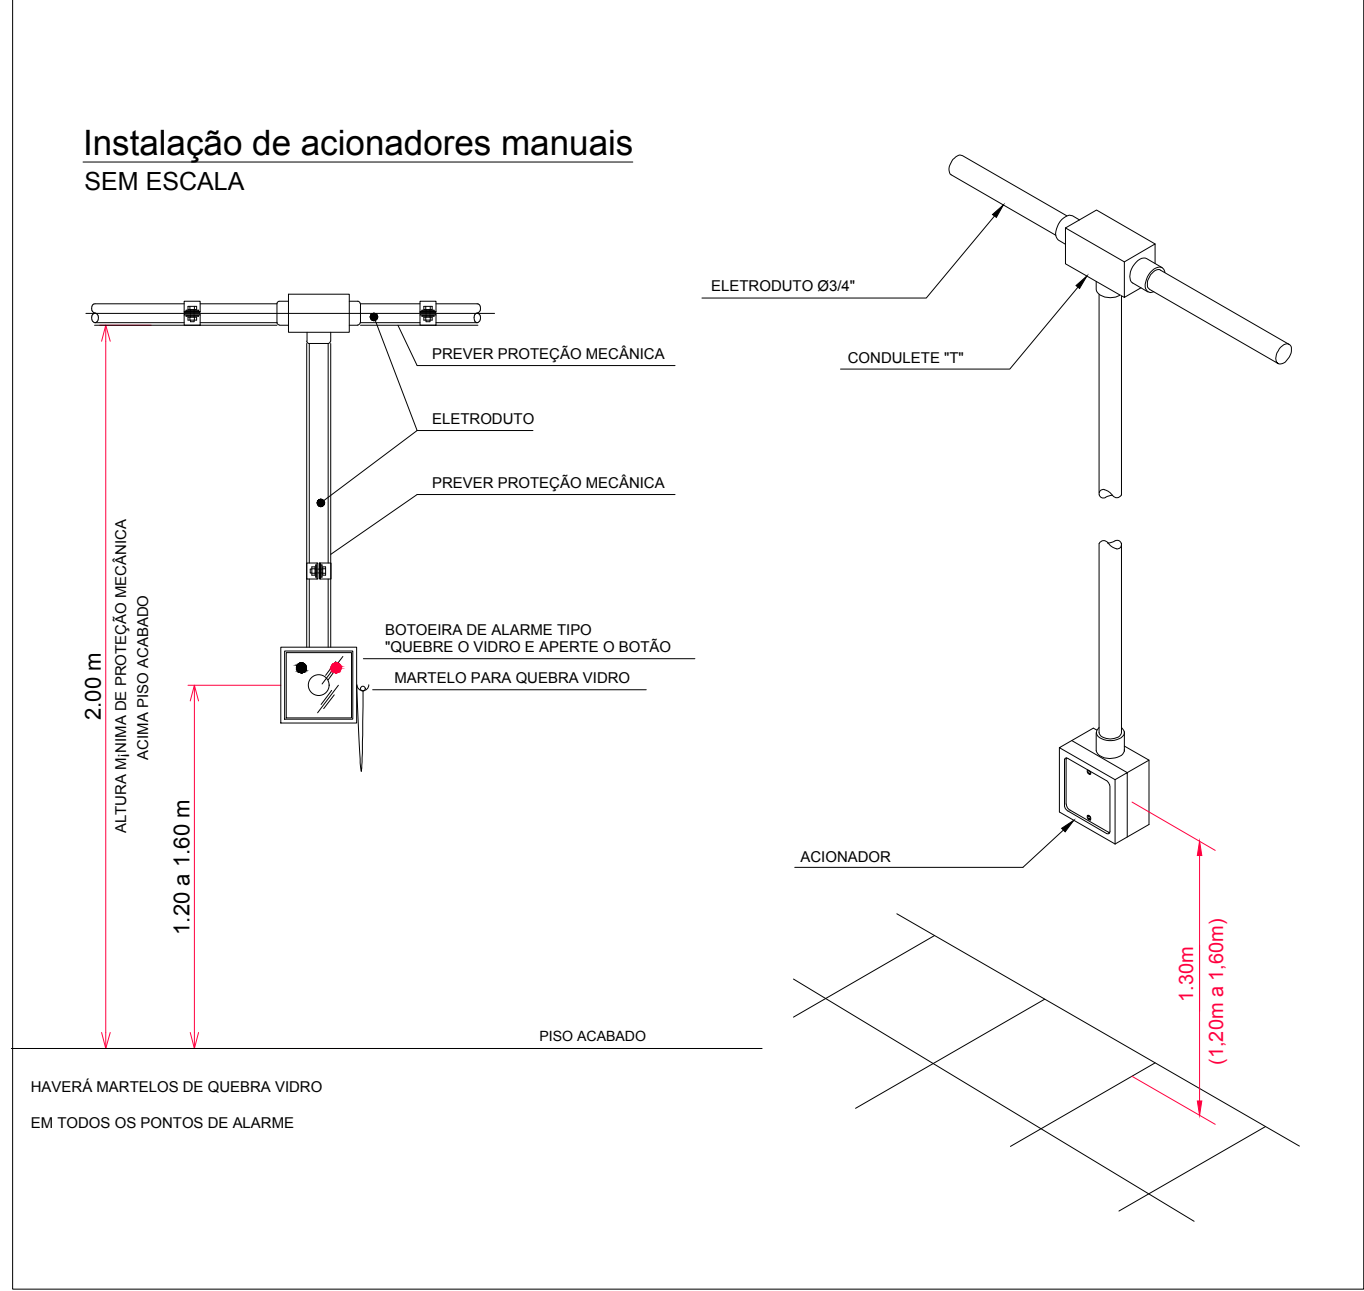 Instalação de acionadores manuais
SEM ESCALA
ELETRODUTO Ø3/4"
CONDULETE "T"
PREVER PROTEÇÃO MECÂNICA
ELETRODUTO
PREVER PROTEÇÃO MECÂNICA
BOTOEIRA DE ALARME TIPO
"QUEBRE O VIDRO E APERTE O BOTÃO
MARTELO PARA QUEBRA VIDRO
2.00 m
ALTURA M¡NIMA DE PROTEÇÃO MECÂNICA
ACIMA PISO ACABADO
1.20 a 1.60 m
ACIONADOR
1.30m
(1,20m a 1,60m)
PISO ACABADO
HAVERÁ MARTELOS DE QUEBRA VIDRO
EM TODOS OS PONTOS DE ALARME